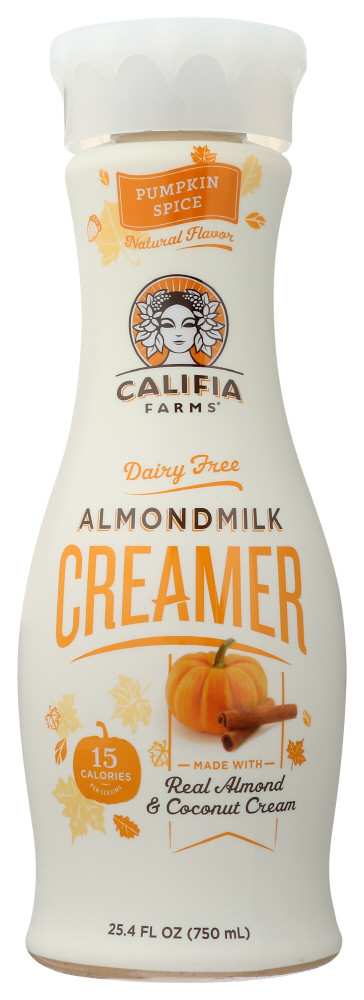 PUMPKIN
SPICE
Natural Flavor
CALIFIA
FARMS®
Dairy Free
ALMONDMILK
CREAMER
15
CALORIES
PER SERVING
MADE WITH
Real Almond
& Coconut Cream
25.4 FL OZ (750 mL)